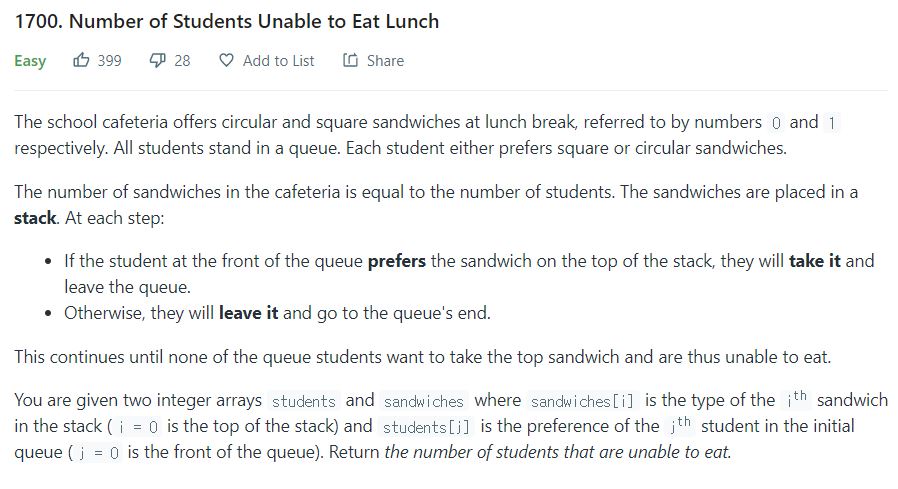 1700. Number of Students Unable to Eat Lunch
Easy 399 28 Add to List Share
The school cafeteria offers circular and square sandwiches at lunch break, referred to by numbers 0 and 1
respectively. All students stand in a queue. Each student either prefers square or circular sandwiches.
The number of sandwiches in the cafeteria is equal to the number of students. The sandwiches are placed in a
stack. At each step:
• If the student at the front of the queue prefers the sandwich on the top of the stack, they will take it and
leave the queue.
• Otherwise, they will leave it and go to the queue's end.
This continues until none of the queue students want to take the top sandwich and are thus unable to eat.
You are given two integer arrays students and sandwiches where sandwiches[i] is the type of the ith sandwich
in the stack (i = 0 is the top of the stack) and students[j] is the preference of the jth student in the initial
queue (j = 0 is the front of the queue). Return the number of students that are unable to eat.